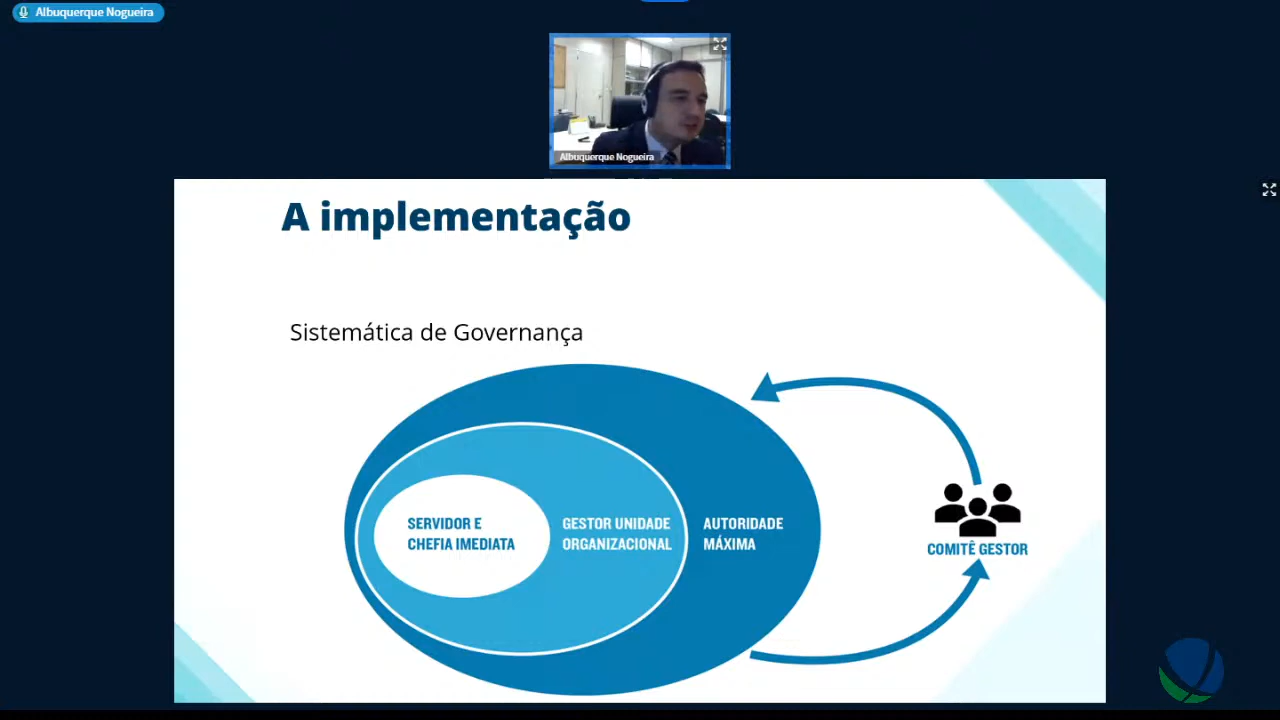 Albuquerque Nogueira
Albuquerque Nogueira
A implementação
Sistemática de Governança
SERVIDOR E
CHEFIA IMEDIATA
GESTOR UNIDADE
ORGANIZACIONAL
AUTORIDADE
MÁXIMA
COMITÊ GESTOR